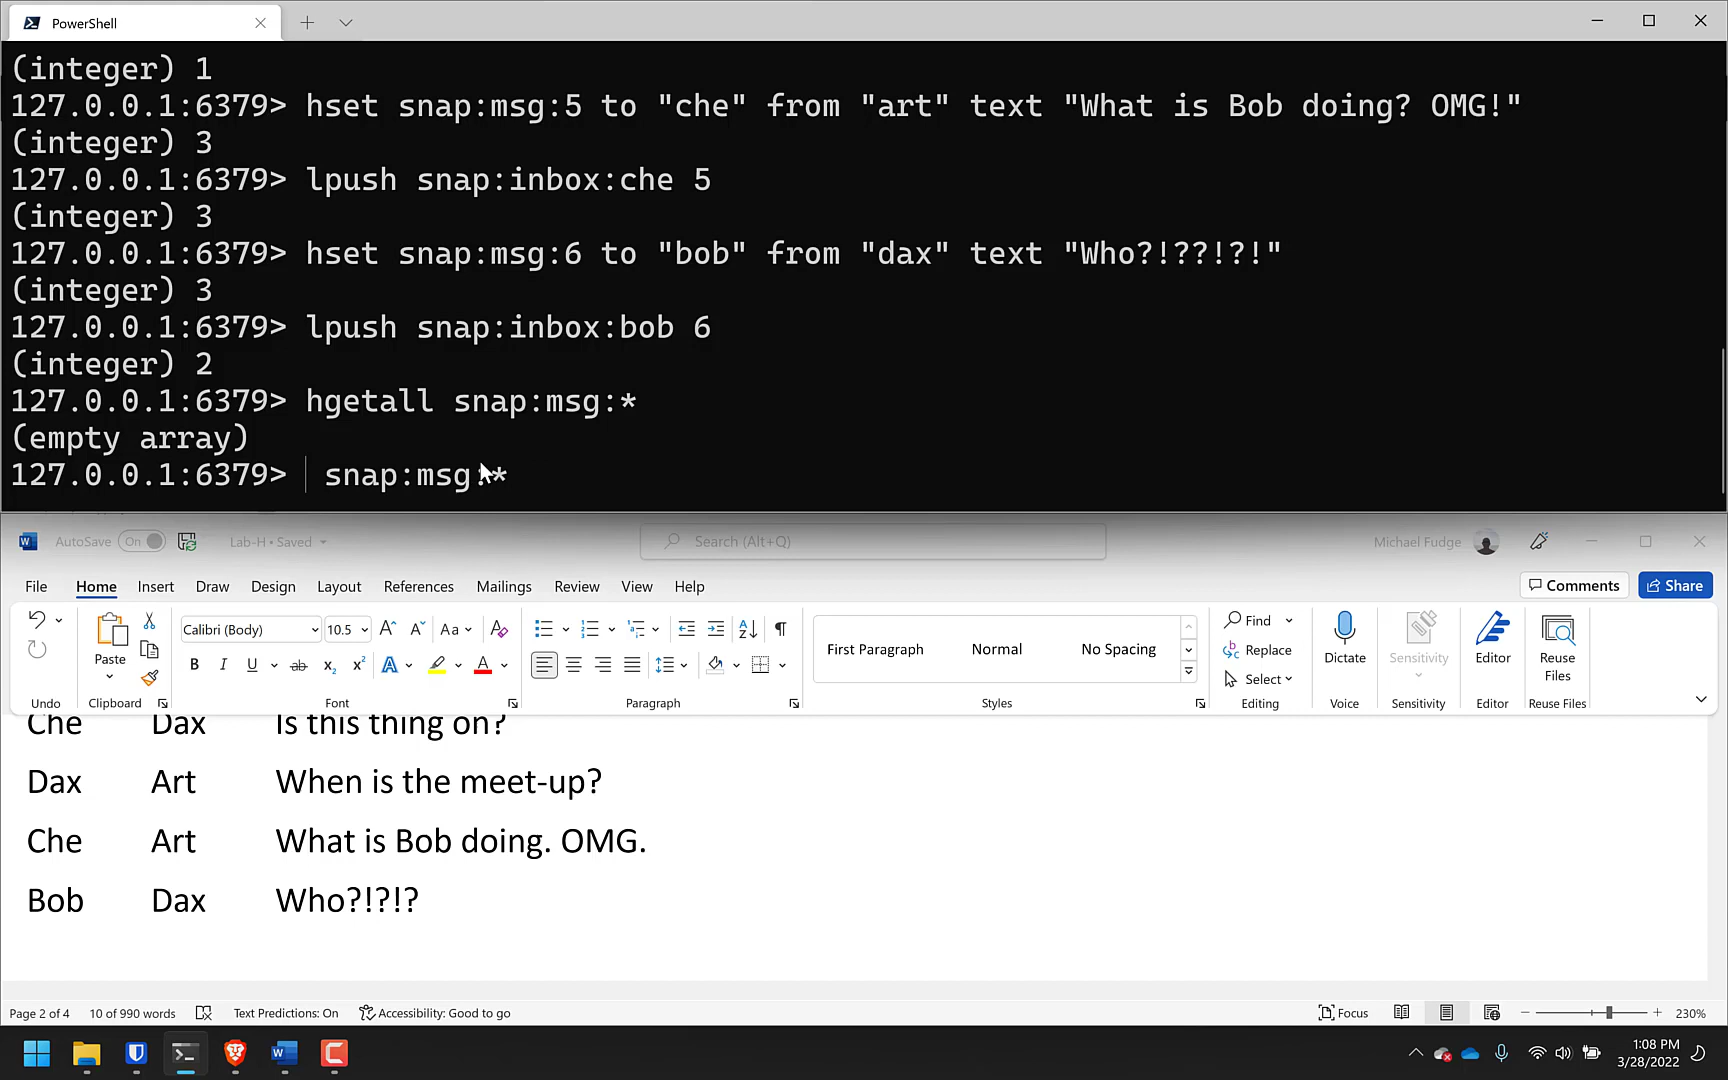 PowerShell
(integer) 1
127.0.0.1:6379> hset snap:msg:5 to "che" from "art" text "What is Bob doing? OMG!"
(integer) 3
127.0.0.1:6379> lpush snap:inbox:che 5
(integer) 3
127.0.0.1:6379> hset snap:msg:6 to "bob" from "dax" text "Who?!??!?!"
(integer) 3
127.0.0.1:6379> lpush snap:inbox:bob 6
(integer) 2
127.0.0.1:6379> hgetall snap:msg:*
(empty array)
127.0.0.1:6379> snap:msg:*
AutoSave On Lab-H • Saved Search (Alt+Q) Michael Fudge
File Home Insert Draw Design Layout References Mailings Review View Help Comments Share
Calibri (Body) 10.5 Aa Find
Paste First Paragraph Normal No Spacing Replace Dictate Sensitivity Editor Reuse Files
Select
Undo Clipboard Font Paragraph Styles Editing Voice Sensitivity Editor Reuse Files
Che Dax Is this thing on?
Dax Art When is the meet-up?
Che Art What is Bob doing. OMG.
Bob Dax Who?!?!?
Page 2 of 4 10 of 990 words Text Predictions: On Accessibility: Good to go Focus 230%
1:08 PM
3/28/2022